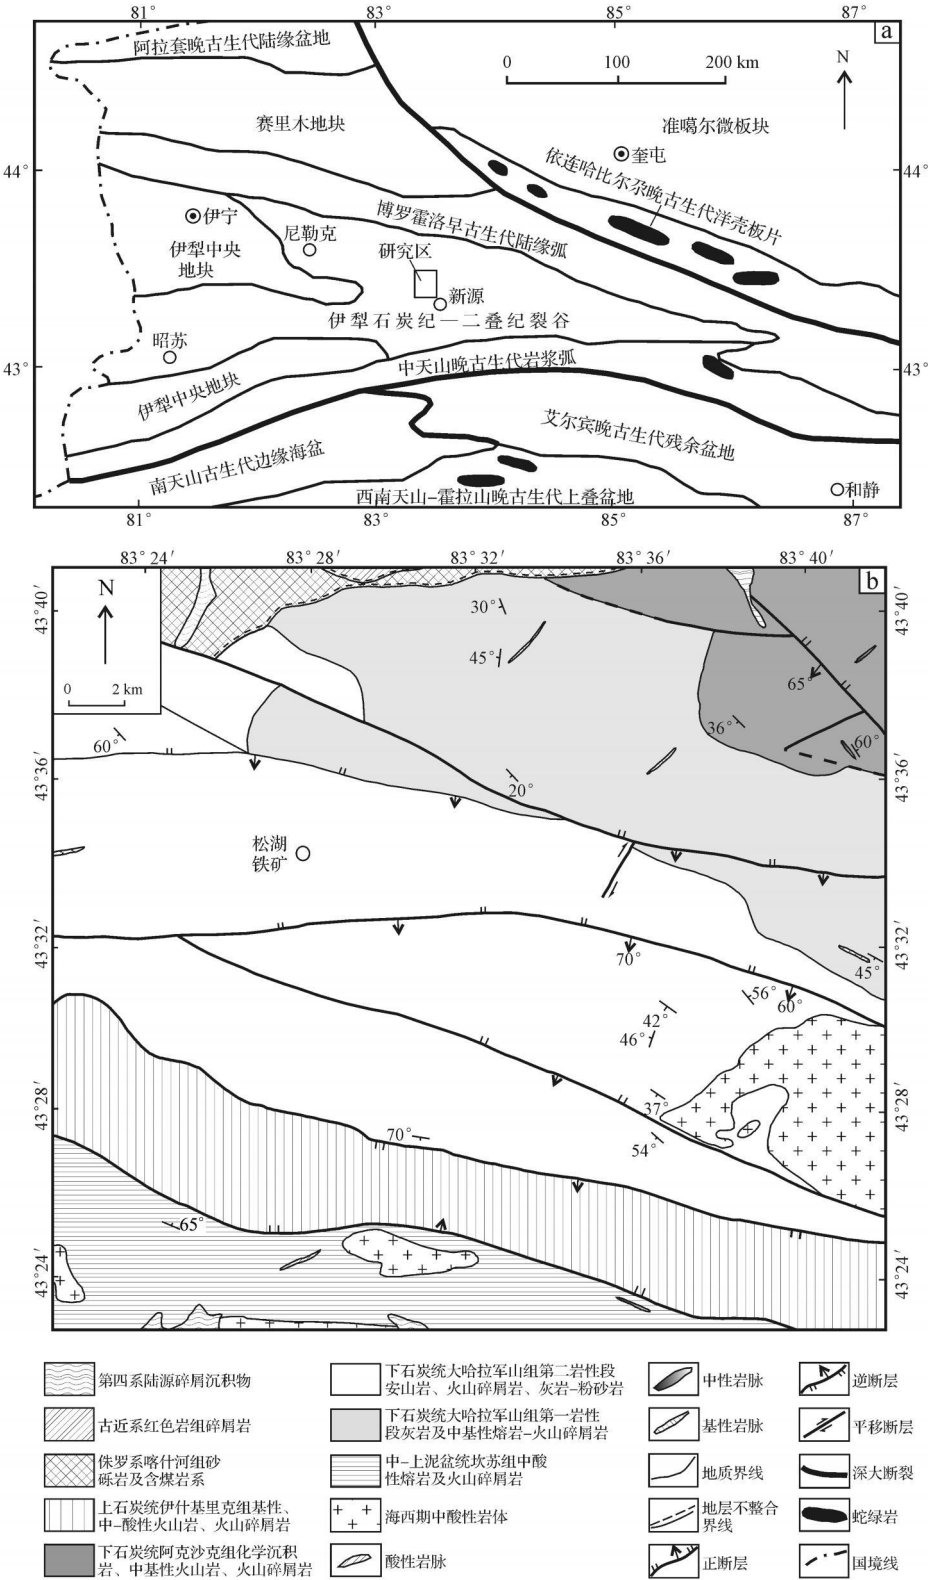 81° 83° 85° 87°
a
阿拉套晚古生代陆缘盆地
0 100 200 km
N
赛里木地块
准噶尔微板块
奎屯
依连哈比尔尕晚古生代洋壳板片
44° 44°
伊宁
博罗霍洛早古生代陆缘弧
尼勒克
伊犁中央
地块
研究区
新源
伊犁石炭纪—二叠纪裂谷
昭苏
中天山晚古生代岩浆弧
43° 43°
伊犁中央地块
艾尔宾晚古生代残余盆地
南天山古生代边缘海盆
西南天山-霍拉山晚古生代上叠盆地
和静
81° 83° 85° 87°
83°24′ 83°28′ 83°32′ 83°36′ 83°40′
b
N
0 2 km
43°40′ 43°40′
30°
45°
65°
36°
60°
60°
20°
43°36′ 43°36′
松湖
铁矿
43°32′ 43°32′
70°
45°
56°
60°
42°
46°
43°28′ 43°28′
37°
70°
54°
65°
43°24′ 43°24′
第四系陆源碎屑沉积物
古近系红色岩组碎屑岩
侏罗系喀什河组砂
砾岩及含煤岩系
上石炭统伊什基里克组基性、
中-酸性火山岩、火山碎屑岩
下石炭统阿克沙克组化学沉积
岩、中基性火山岩、火山碎屑岩
下石炭统大哈拉军山组第二岩性段
安山岩、火山碎屑岩、灰岩-粉砂岩
下石炭统大哈拉军山组第一岩性
段灰岩及中基性熔岩-火山碎屑岩
中-上泥盆统坎苏组中酸
性熔岩及火山碎屑岩
海西期中酸性岩体
酸性岩脉
中性岩脉
基性岩脉
地质界线
地层不整合
界线
正断层
逆断层
平移断层
深大断裂
蛇绿岩
国境线